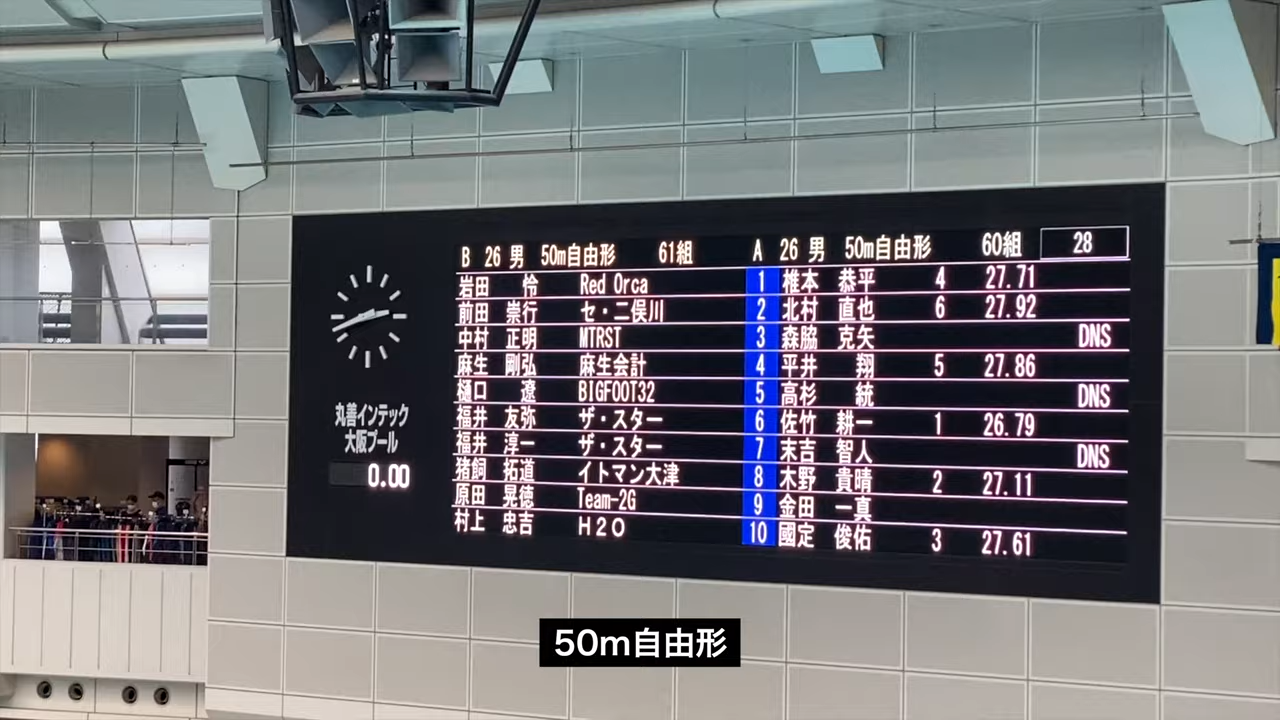 B 26 男 50m自由形 61組 A 26 男 50m自由形 60組 28
岩田 怜 Red Orca 1 椎本 恭平 4 27.71
前田 崇行 セ・二俣川 2 北村 直也 6 27.92
中村 正明 MTRST 3 森脇 克矢 DNS
麻生 剛弘 麻生会計 4 平井 翔 5 27.86
樋口 遼 BIGFOOT32 5 高杉 統 DNS
福井 友弥 ザ・スター 6 佐竹 耕一 1 26.79
福井 淳一 ザ・スター 7 末吉 智人 DNS
猪飼 拓道 イトマン大津 8 木野 貴晴 2 27.11
原田 晃徳 Team-2G 9 金田 一真
村上 忠吉 H2O 10 國定 俊佑 3 27.61
丸善インテック
大阪プール
0.00
50m自由形